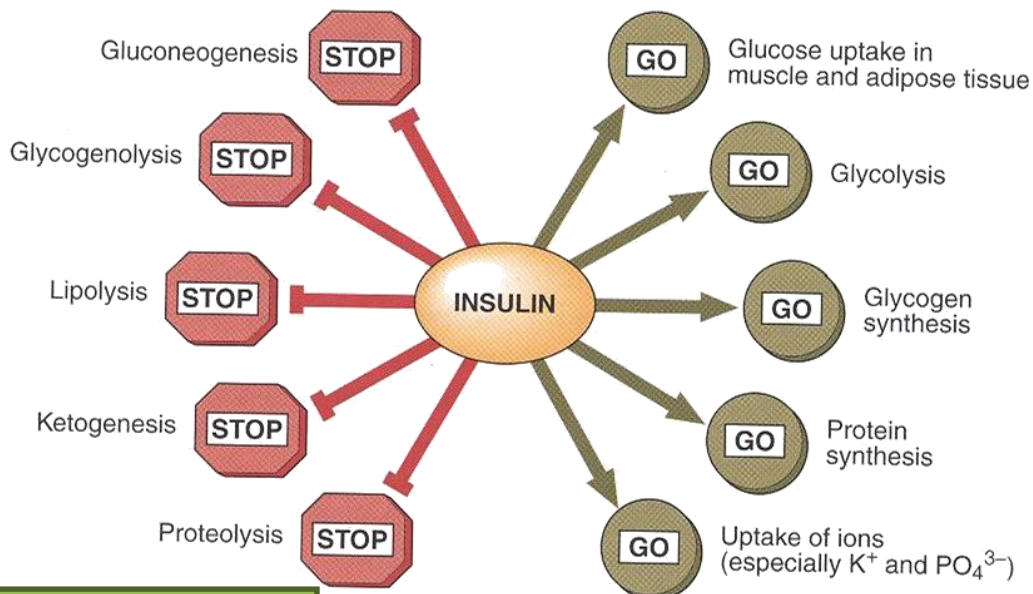 Gluconeogenesis
STOP
GO
Glucose uptake in
muscle and adipose tissue
Glycogenolysis
STOP
GO
Glycolysis
Lipolysis
STOP
INSULIN
GO
Glycogen
synthesis
Ketogenesis
STOP
GO
Protein
synthesis
Proteolysis
STOP
GO
Uptake of ions
(especially K⁺ and PO₄³⁻)